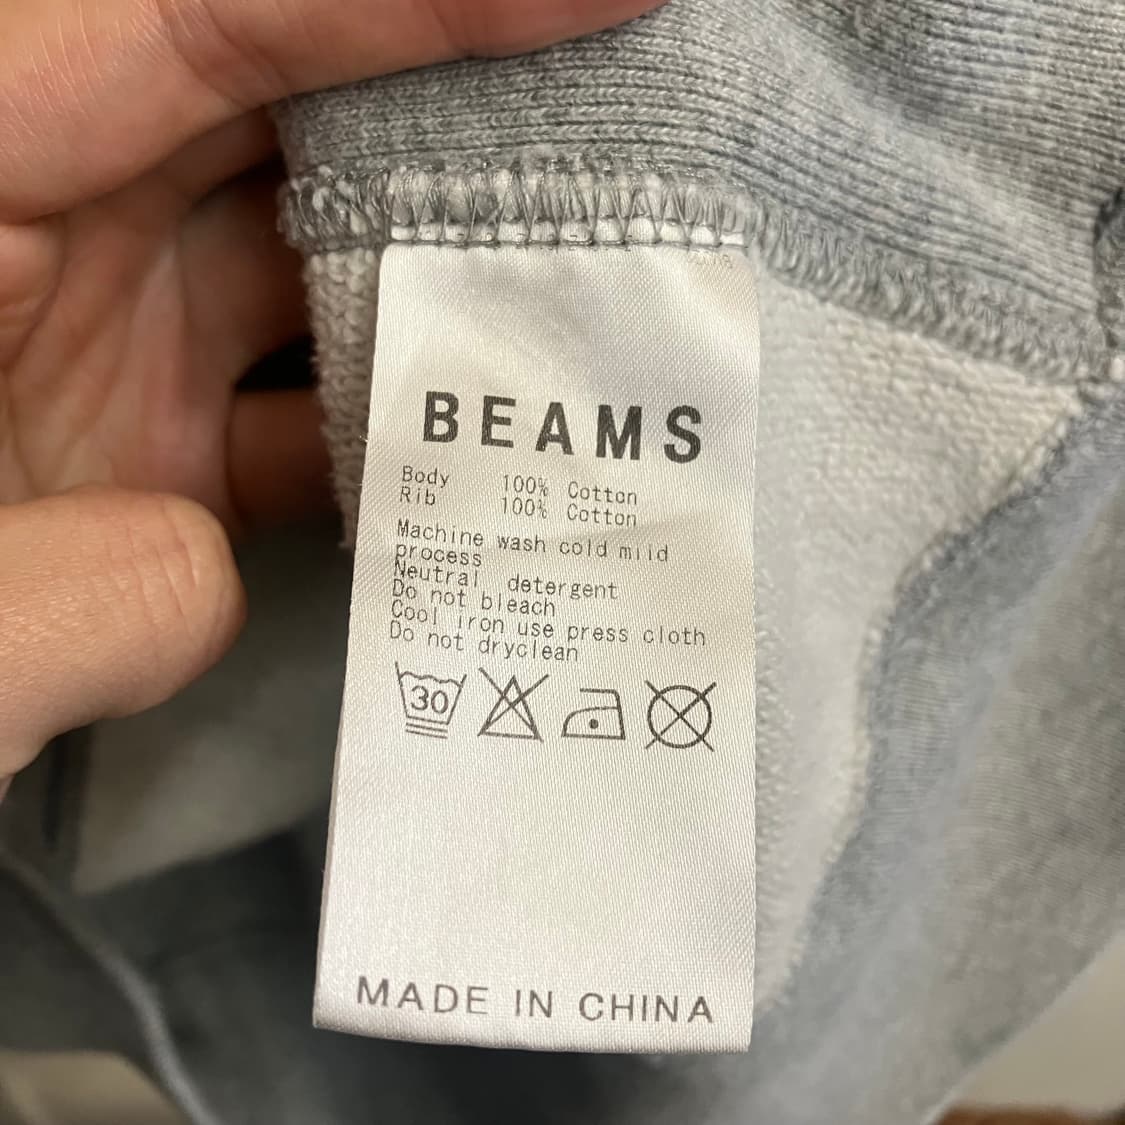 BEAMS
Body 100% Cotton
Rib 100% Cotton
Machine wash cold mild
process
Neutral detergent
Do not bleach
Cool iron use press cloth
Do not dryclean
30
MADE IN CHINA